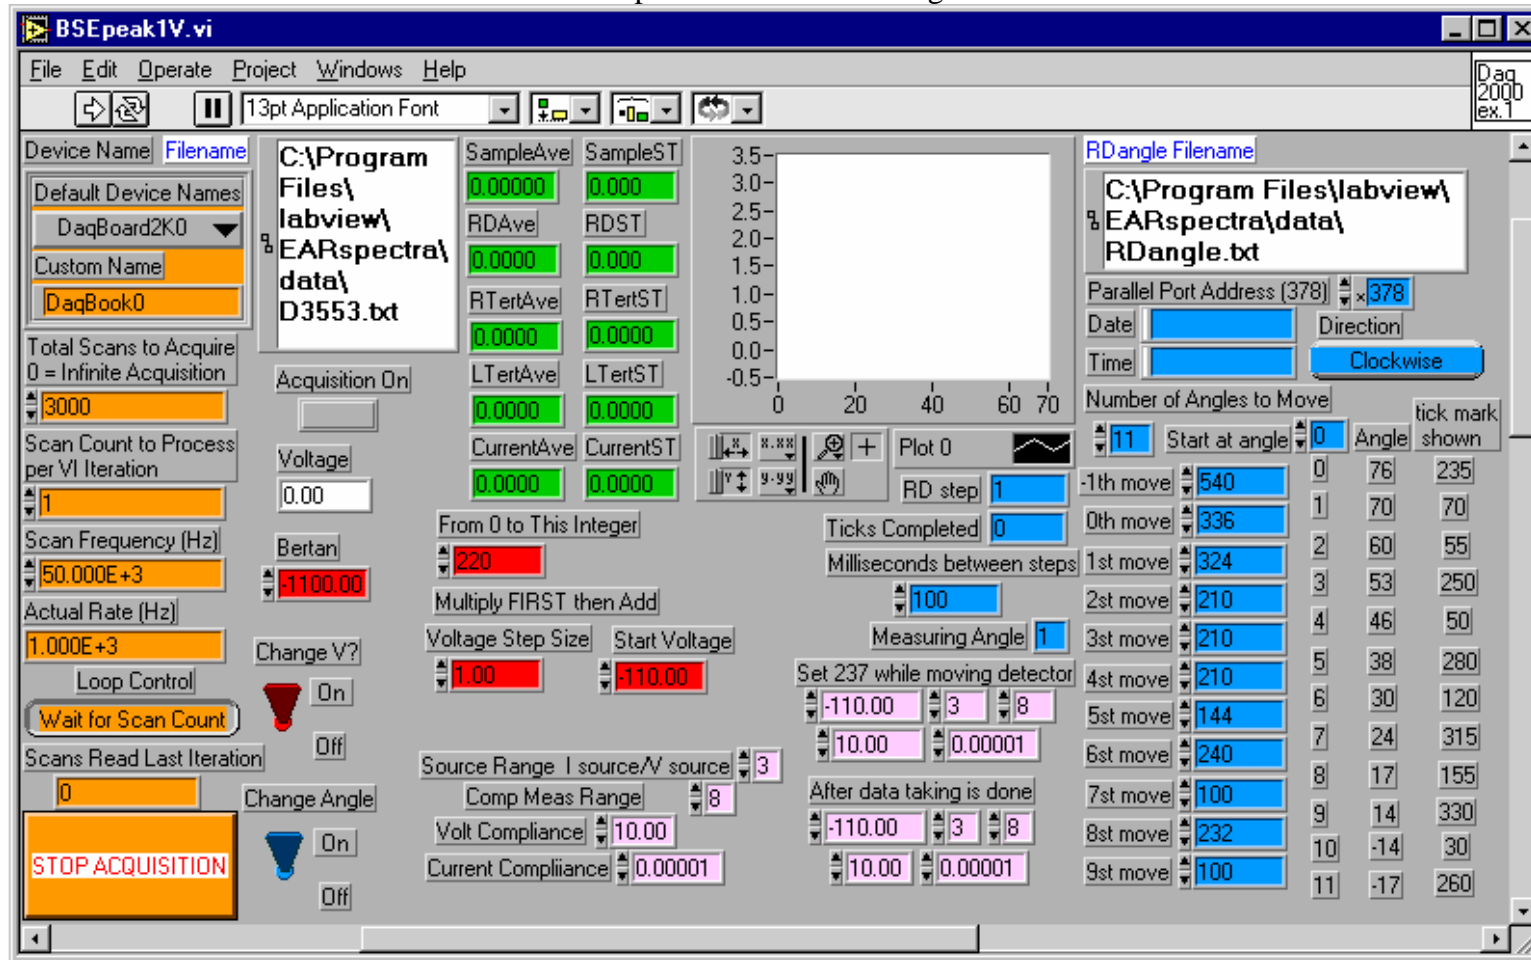 BSEpeak1V.vi
File Edit Operate Project Windows Help
13pt Application Font
Daq
2000
ex.1
Device Name Filename
Default Device Names
DaqBoard2K0
Custom Name
DaqBook0
Total Scans to Acquire
0 = Infinite Acquisition
3000
Scan Count to Process
per VI Iteration
1
Scan Frequency (Hz)
50.000E+3
Actual Rate (Hz)
1.000E+3
Loop Control
Wait for Scan Count
Scans Read Last Iteration
0
STOP ACQUISITION
C:\Program
Files\
labview\
EARspectra\
data\
D3553.txt
Acquisition On
Voltage
0.00
Bertan
-1100.00
Change V?
On
Off
Change Angle
On
Off
SampleAve SampleST
0.00000 0.000
RDAve RDST
0.0000 0.000
RTertAve RTertST
0.0000 0.0000
LTertAve LTertST
0.0000 0.0000
CurrentAve CurrentST
0.0000 0.0000
From 0 to This Integer
220
Multiply FIRST then Add
Voltage Step Size Start Voltage
1.00 -110.00
Source Range I source/V source 3
Comp Meas Range 8
Volt Compliance 10.00
Current Compliiance 0.00001
3.5
3.0
2.5
2.0
1.5
1.0
0.5
0.0
-0.5
0 20 40 60 70
X x.xx
Y y.yy
Plot 0
RD step 1
Ticks Completed 0
Milliseconds between steps
100
Measuring Angle 1
Set 237 while moving detector
-110.00 3 8
10.00 0.00001
After data taking is done
-110.00 3 8
10.00 0.00001
RDangle Filename
C:\Program Files\labview\
EARspectra\data\
RDangle.txt
Parallel Port Address (378) x378
Date Direction
Time Clockwise
Number of Angles to Move
11 Start at angle 0 Angle tick mark
shown
-1th move 540 0 76 235
0th move 336 1 70 70
1st move 324 2 60 55
2st move 210 3 53 250
3st move 210 4 46 50
4st move 210 5 38 280
5st move 144 6 30 120
6st move 240 7 24 315
7st move 100 8 17 155
8st move 232 9 14 330
9st move 100 10 -14 30
11 -17 260